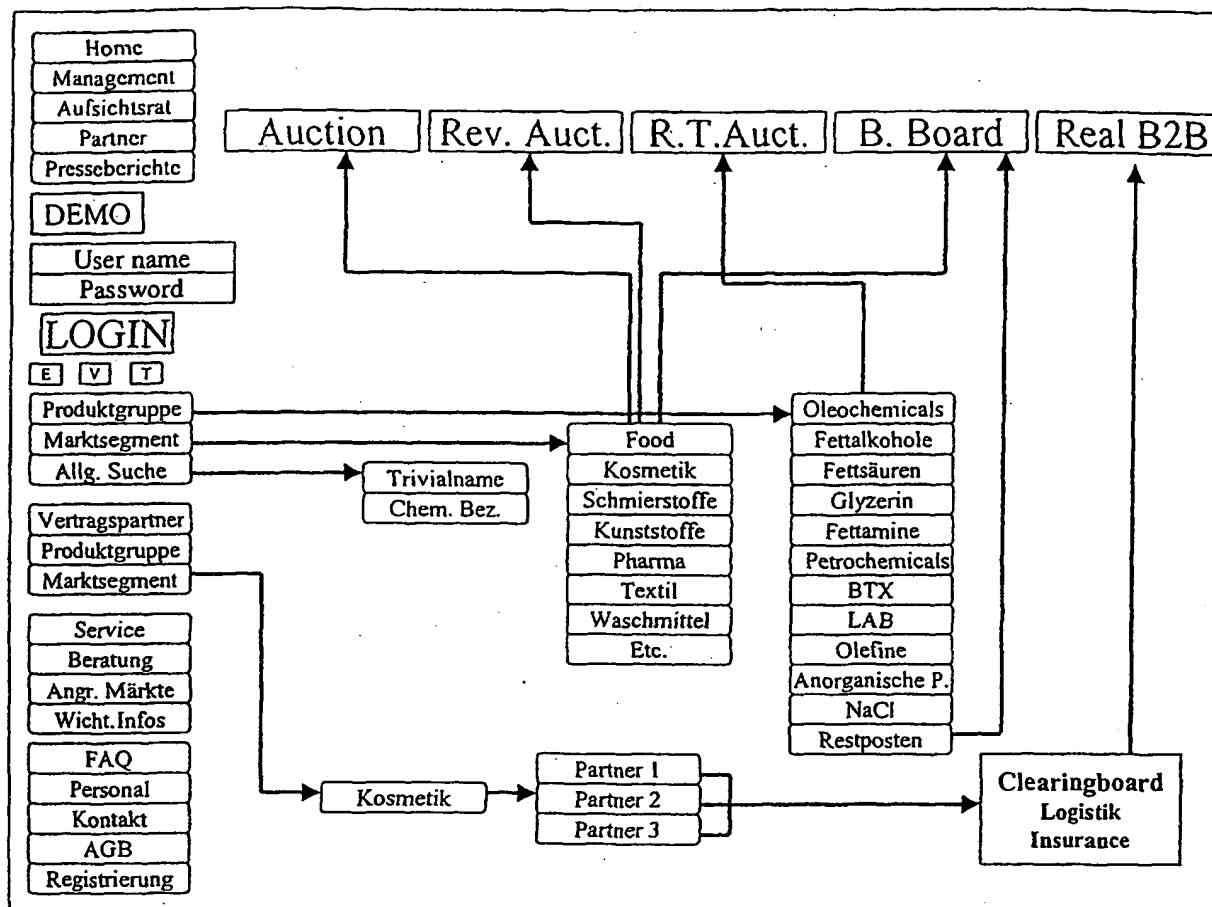 Home
Management
Aufsichtsrat
Partner
Presseberichte
Auction
Rev. Auct.
R.T.Auct.
B. Board
Real B2B
DEMO
User name
Password
LOGIN
E V T
Produktgruppe
Marktsegment
Allg. Suche
Trivialname
Chem. Bez.
Food
Kosmetik
Schmierstoffe
Kunststoffe
Pharma
Textil
Waschmittel
Etc.
Oleochemicals
Fettalkohole
Fettsäuren
Glyzerin
Fettamine
Petrochemicals
BTX
LAB
Olefine
Anorganische P.
NaCl
Restposten
Vertragspartner
Produktgruppe
Marktsegment
Service
Beratung
Angr. Märkte
Wicht.Infos
FAQ
Personal
Kontakt
AGB
Registrierung
Kosmetik
Partner 1
Partner 2
Partner 3
Clearingboard
Logistik
Insurance